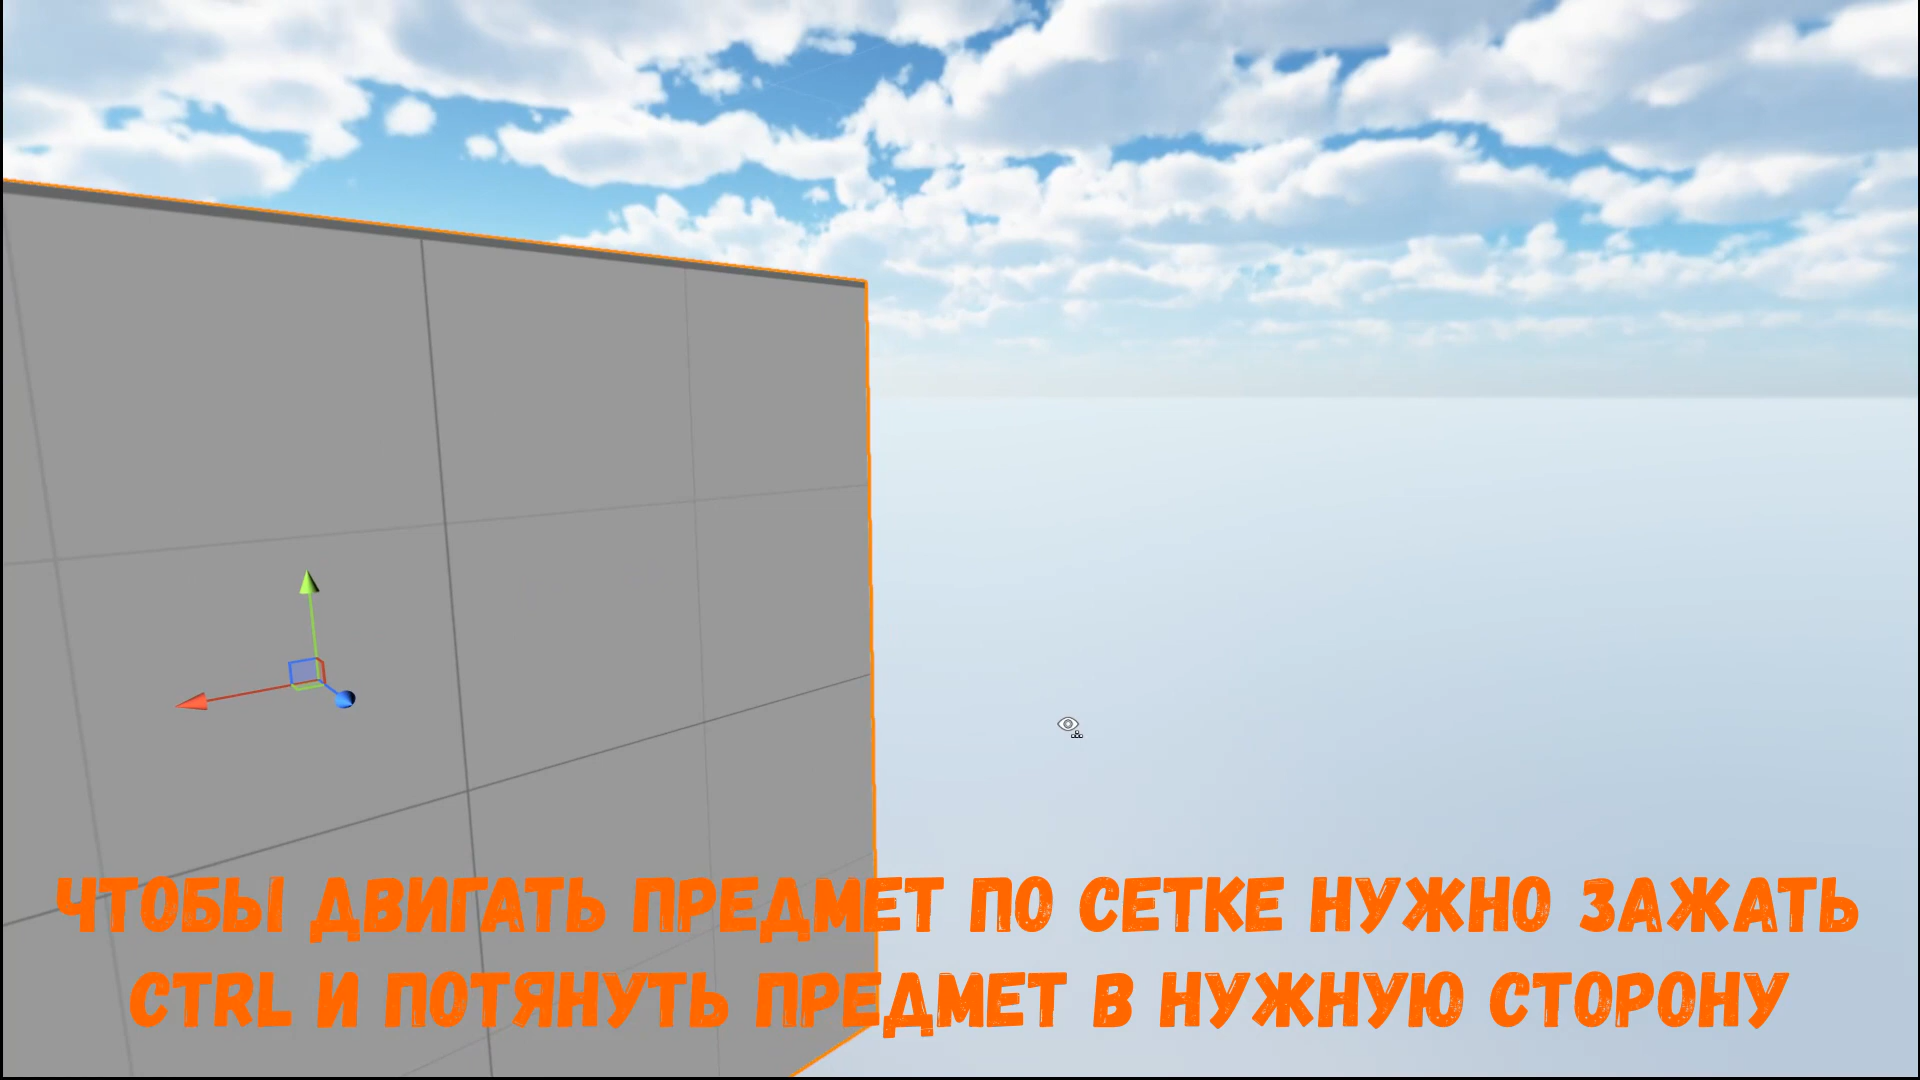 ЧТОБЫ ДВИГАТЬ ПРЕДМЕТ ПО СЕТКЕ НУЖНО ЗАЖАТЬ
CTRL И ПОТЯНУТЬ ПРЕДМЕТ В НУЖНУЮ СТОРОНУ